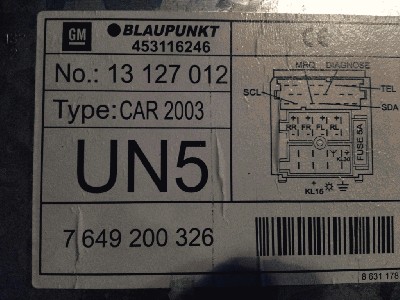 GM BLAUPUNKT
453116246
No.: 13 127 012
Type: CAR 2003
UN5
7 649 200 326
CE
MRQ DIAGNOSE
SCL TEL
SDA
RR FR FL RL
FUSE 5A
KL30
KL15
8 631 178